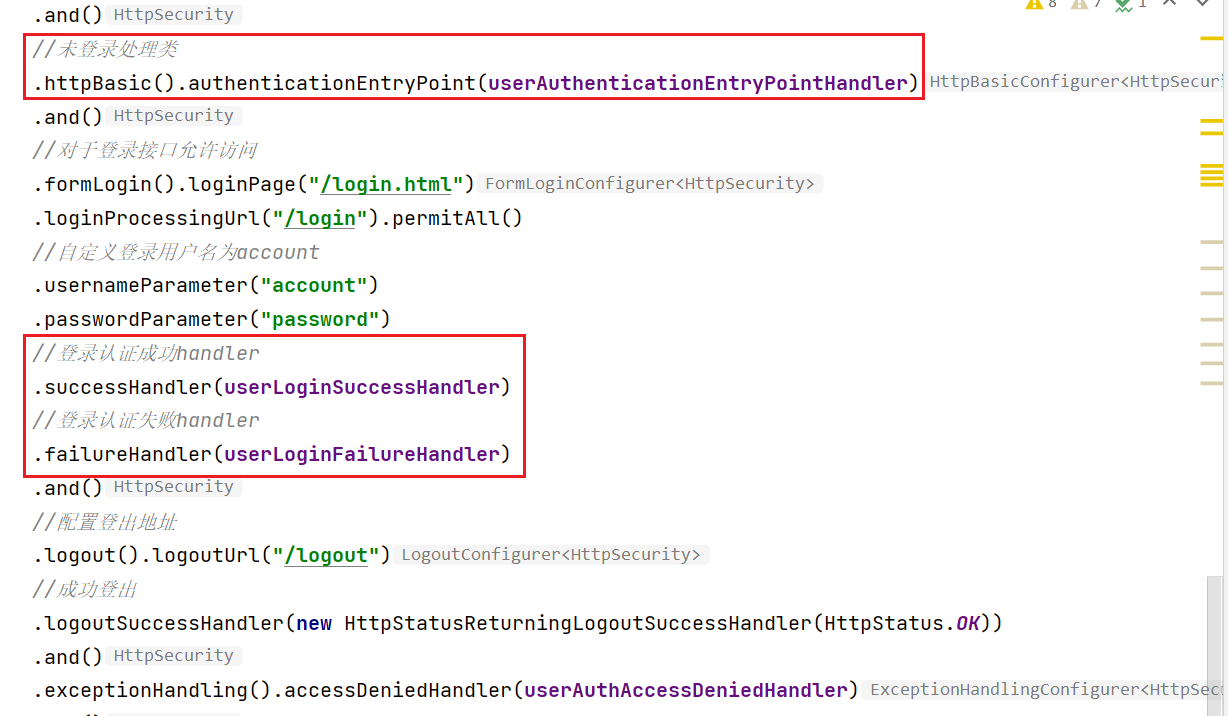 8 7 1
.and() HttpSecurity
//未登录处理类
.httpBasic().authenticationEntryPoint(userAuthenticationEntryPointHandler) HttpBasicConfigurer<HttpSecuri
.and() HttpSecurity
//对于登录接口允许访问
.formLogin().loginPage("/login.html") FormLoginConfigurer<HttpSecurity>
.loginProcessingUrl("/login").permitAll()
//自定义登录用户名为account
.usernameParameter("account")
.passwordParameter("password")
//登录认证成功handler
.successHandler(userLoginSuccessHandler)
//登录认证失败handler
.failureHandler(userLoginFailureHandler)
.and() HttpSecurity
//配置登出地址
.logout().logoutUrl("/logout") LogoutConfigurer<HttpSecurity>
//成功登出
.logoutSuccessHandler(new HttpStatusReturningLogoutSuccessHandler(HttpStatus.OK))
.and() HttpSecurity
.exceptionHandling().accessDeniedHandler(userAuthAccessDeniedHandler) ExceptionHandlingConfigurer<HttpSec